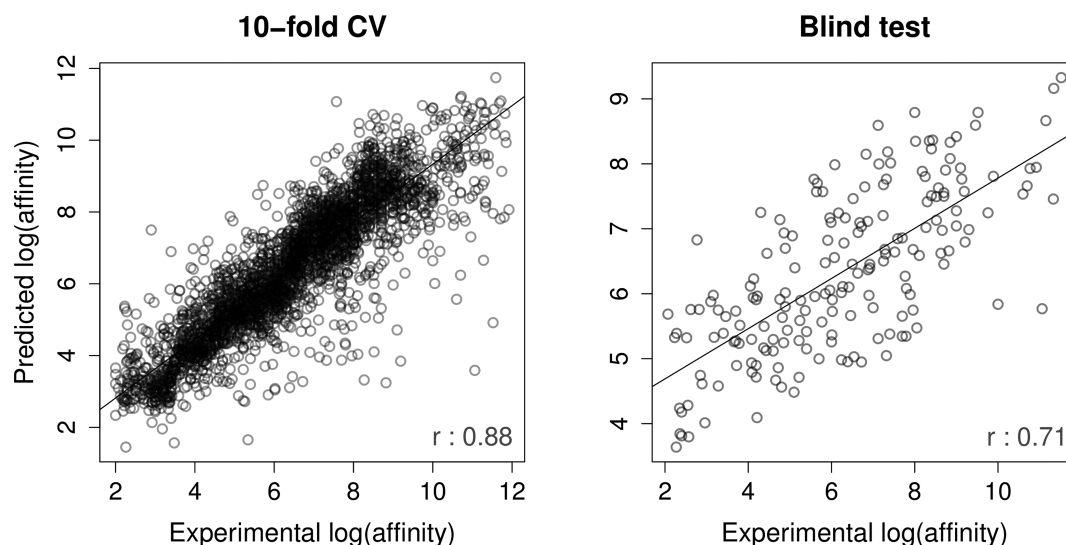 10−fold CV
Predicted log(affinity)
12
10
8
6
4
2
r : 0.88
2 4 6 8 10 12
Experimental log(affinity)
Blind test
9
8
7
6
5
4
r : 0.71
2 4 6 8 10
Experimental log(affinity)